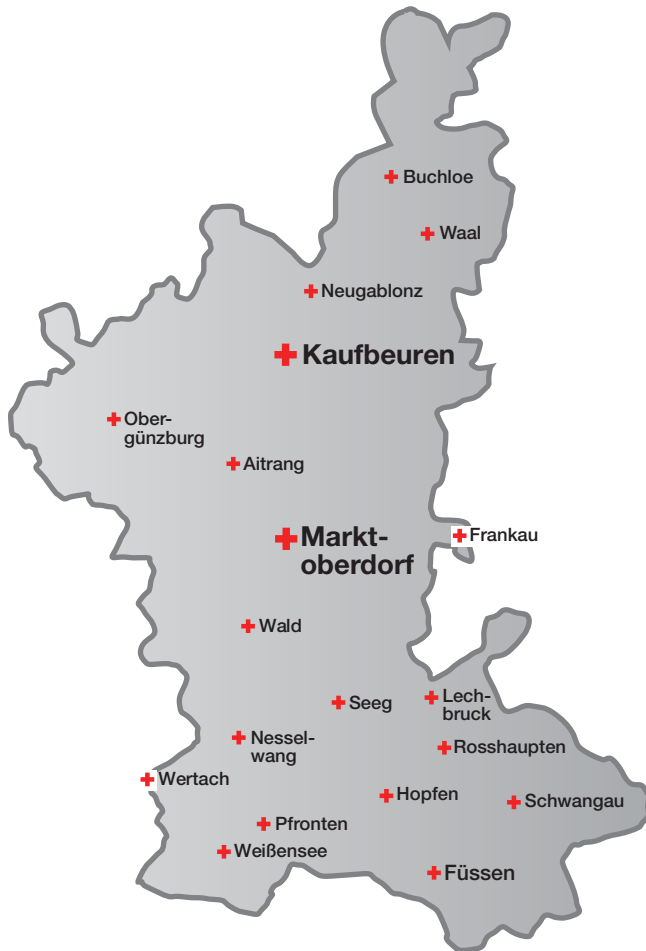 Buchloe
Waal
Neugablonz
Kaufbeuren
Ober-
günzburg
Aitrang
Markt-
oberdorf
Frankau
Wald
Seeg
Lech-
bruck
Nessel-
wang
Rosshaupten
Wertach
Hopfen
Schwangau
Pfronten
Weißensee
Füssen